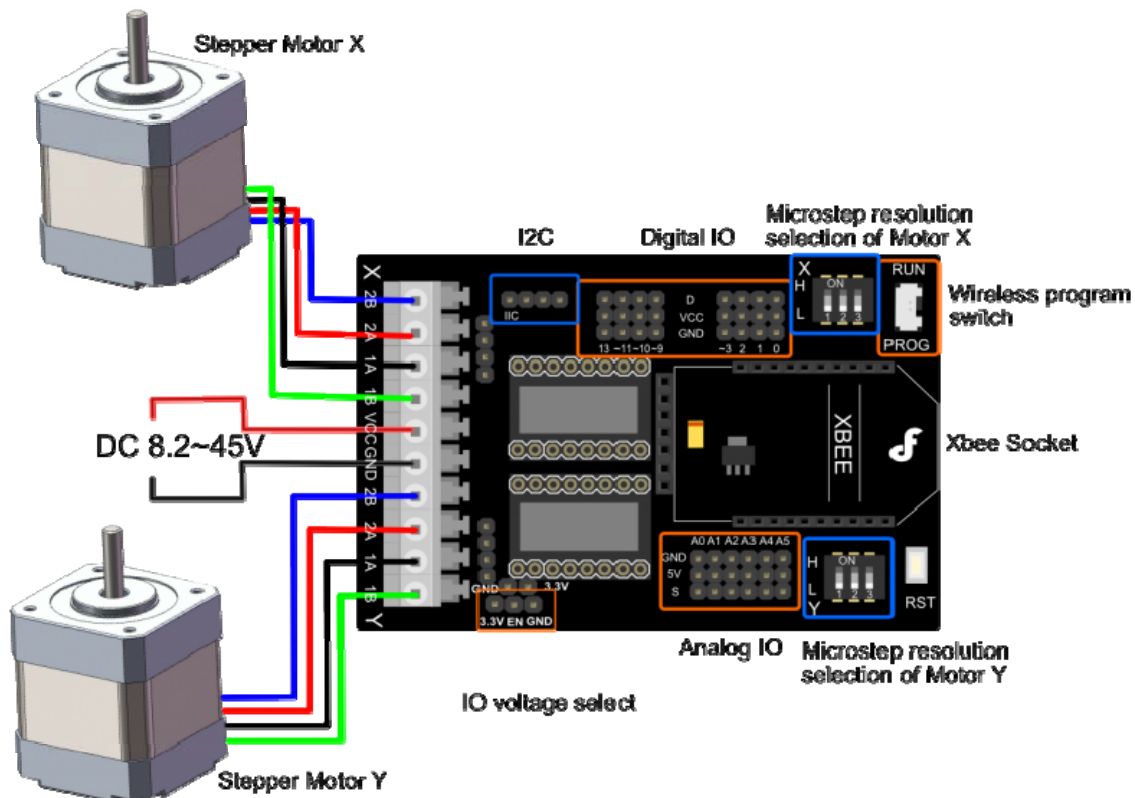 Stepper Motor X
I2C
Digital IO
Microstep resolution
selection of Motor X
X
2B
2A
1A
1B
VCC
GND
2B
2A
1A
1B
Y
IIC
D
VCC
GND
13 ~11~10~9
~3 2 1 0
X
H
L
ON
1 2 3
RUN
PROG
Wireless program
switch
DC 8.2~45V
XBEE
Xbee Socket
A0 A1 A2 A3 A4 A5
GND
5V
S
H
L
Y
ON
1 2 3
RST
GND 3.3V
3.3V EN GND
Analog IO
Microstep resolution
selection of Motor Y
IO voltage select
Stepper Motor Y